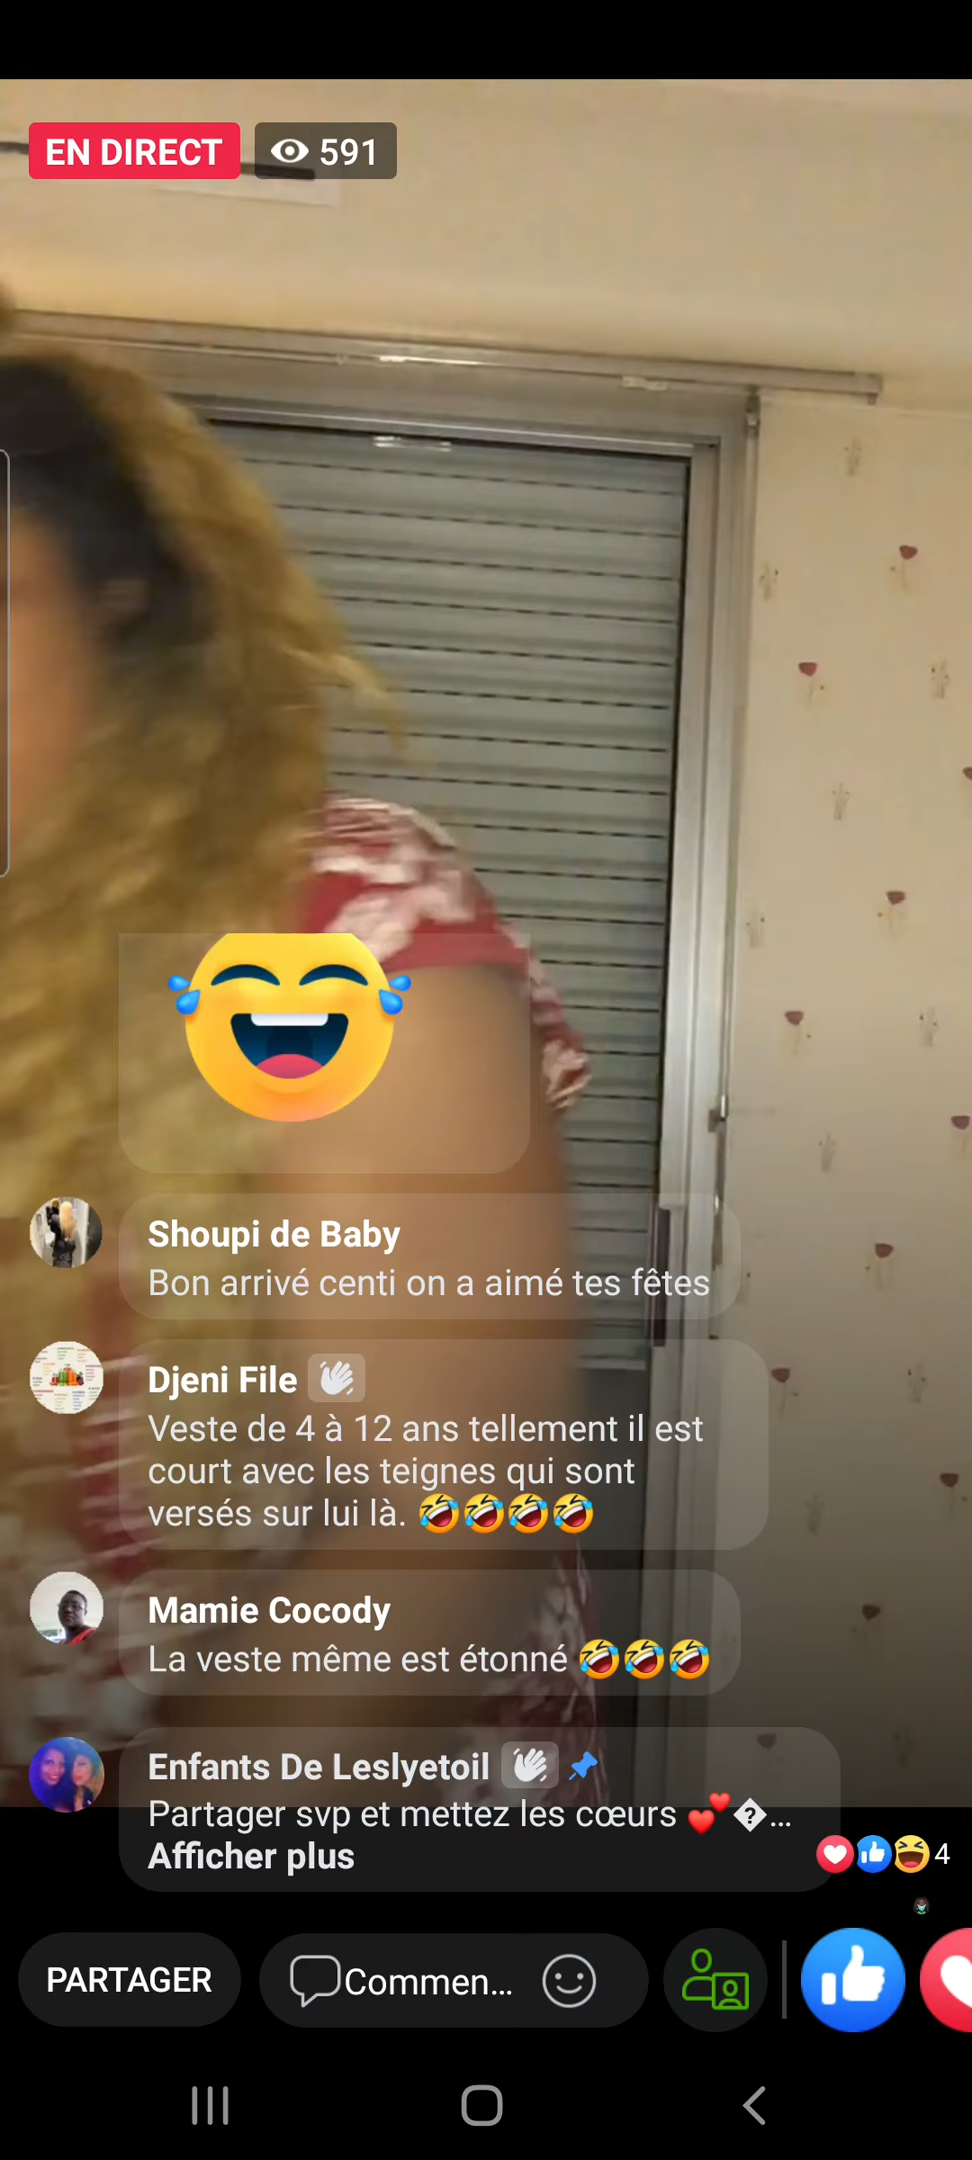 EN DIRECT
591
Shoupi de Baby
Bon arrivé centi on a aimé tes fêtes
Djeni File
Veste de 4 à 12 ans tellement il est
court avec les teignes qui sont
versés sur lui là. 🤣🤣🤣🤣
Mamie Cocody
La veste même est étonné 🤣🤣🤣
Enfants De Leslyetoil
Partager svp et mettez les cœurs 💕�...
Afficher plus
4
PARTAGER
Commen...